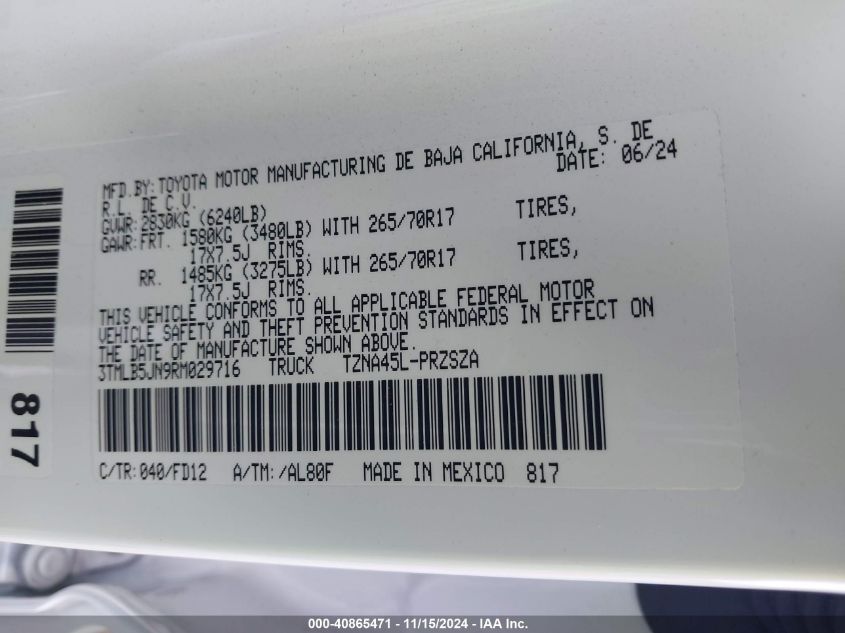 MFD.BY:TOYOTA MOTOR MANUFACTURING DE BAJA CALIFORNIA, S. DE
R.L. DE C.V. DATE: 06/24
GVWR:2830KG (6240LB)
GAWR:FRT. 1580KG (3480LB) WITH 265/70R17 TIRES,
17X7.5J RIMS.
RR. 1485KG (3275LB) WITH 265/70R17 TIRES,
17X7.5J RIMS.
THIS VEHICLE CONFORMS TO ALL APPLICABLE FEDERAL MOTOR
VEHICLE SAFETY AND THEFT PREVENTION STANDARDS IN EFFECT ON
THE DATE OF MANUFACTURE SHOWN ABOVE.
3TMLB5JN9RM029716 TRUCK TZNA45L-PRZSZA
C/TR:040/FD12 A/TM:/AL80F MADE IN MEXICO 817
817
000-40865471 - 11/15/2024 - IAA Inc.